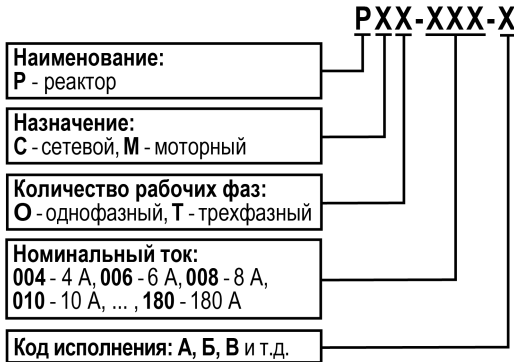 РХХ-ХХХ-Х
Наименование:
Р - реактор
Назначение:
С - сетевой, М - моторный
Количество рабочих фаз:
О - однофазный, Т - трехфазный
Номинальный ток:
004 - 4 А, 006 - 6 А, 008 - 8 А,
010 - 10 А, ... , 180 - 180 А
Код исполнения: А, Б, В и т.д.